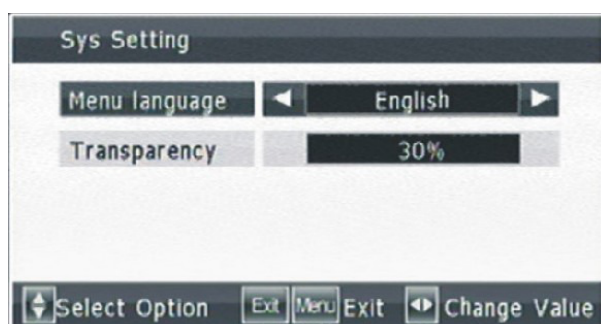 Sys Setting
Menu language English
Transparency 30%
Select Option Exit Menu Exit Change Value